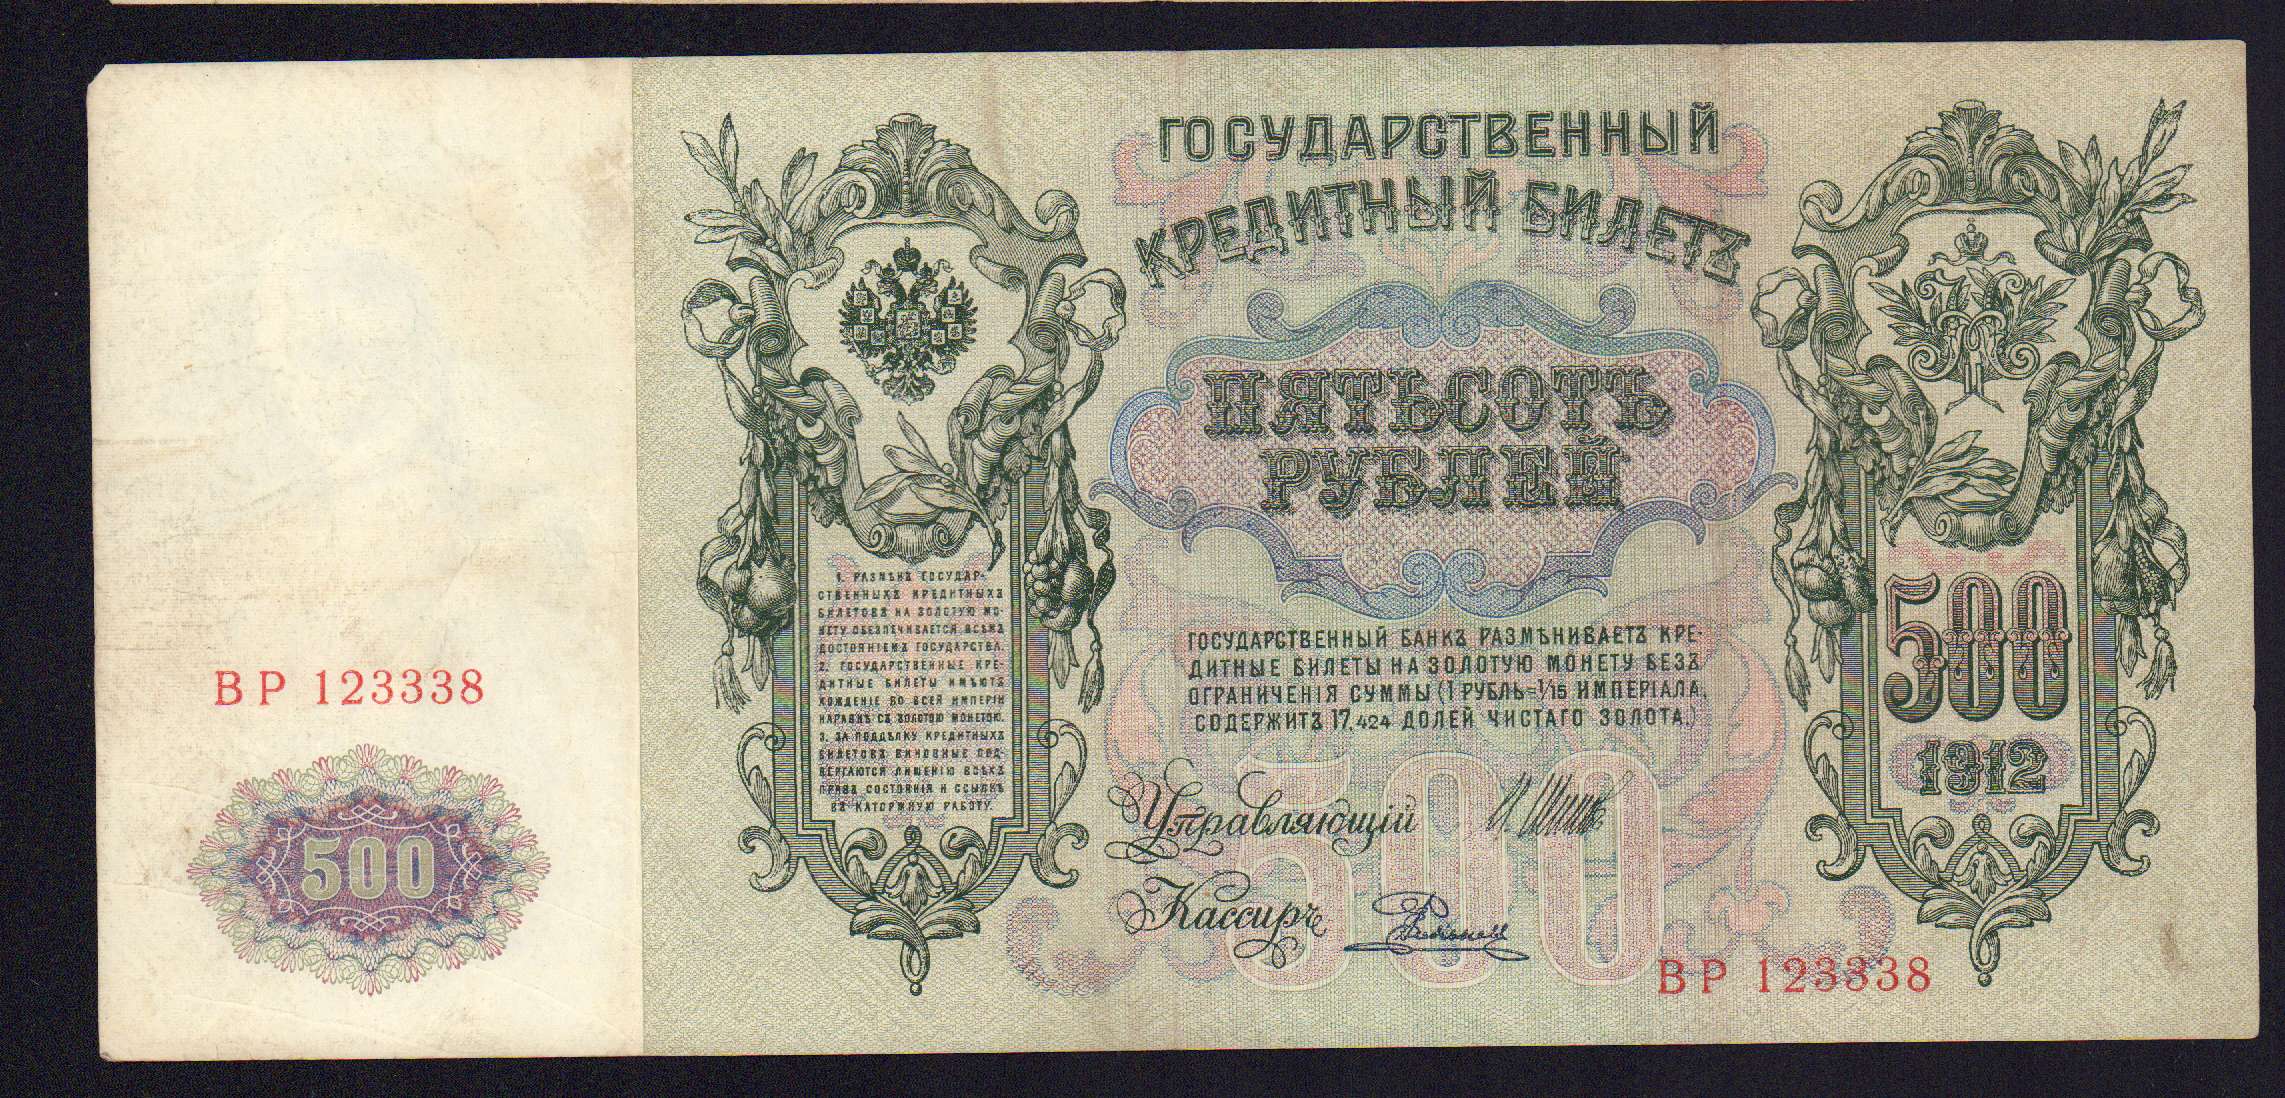 ГОСУДАРСТВЕННЫЙ
КРЕДИТНЫЙ БИЛЕТЪ
ПЯТЬСОТЪ
РУБЛЕЙ
1. РАЗМѢНЪ ГОСУДАР-
СТВЕННЫХЪ КРЕДИТНЫХЪ
БИЛЕТОВЪ НА ЗОЛОТУЮ МО-
НЕТУ ОБЕЗПЕЧИВАЕТСЯ ВСѢМЪ
ДОСТОЯНІЕМЪ ГОСУДАРСТВА.
2. ГОСУДАРСТВЕННЫЕ КРЕ-
ДИТНЫЕ БИЛЕТЫ ИМѢЮТЪ
ХОЖДЕНІЕ ВО ВСЕЙ ИМПЕРІИ
НАРАВНѢ СЪ ЗОЛОТОЮ МОНЕТОЮ.
3. ЗА ПОДДѢЛКУ КРЕДИТНЫХЪ
БИЛЕТОВЪ ВИНОВНЫЕ ПОД-
ВЕРГАЮТСЯ ЛИШЕНІЮ ВСѢХЪ
ПРАВЪ СОСТОЯНІЯ И ССЫЛКѢ
ВЪ КАТОРЖНУЮ РАБОТУ.
ГОСУДАРСТВЕННЫЙ БАНКЪ РАЗМѢНИВАЕТЪ КРЕ-
ДИТНЫЕ БИЛЕТЫ НА ЗОЛОТУЮ МОНЕТУ БЕЗЪ
ОГРАНИЧЕНІЯ СУММЫ (1 РУБЛЬ=1/15 ИМПЕРІАЛА,
СОДЕРЖИТЪ 17,424 ДОЛЕЙ ЧИСТАГО ЗОЛОТА.)
500
1912
ВР 123338
500
Управляющій
Кассиръ
500
ВР 123338